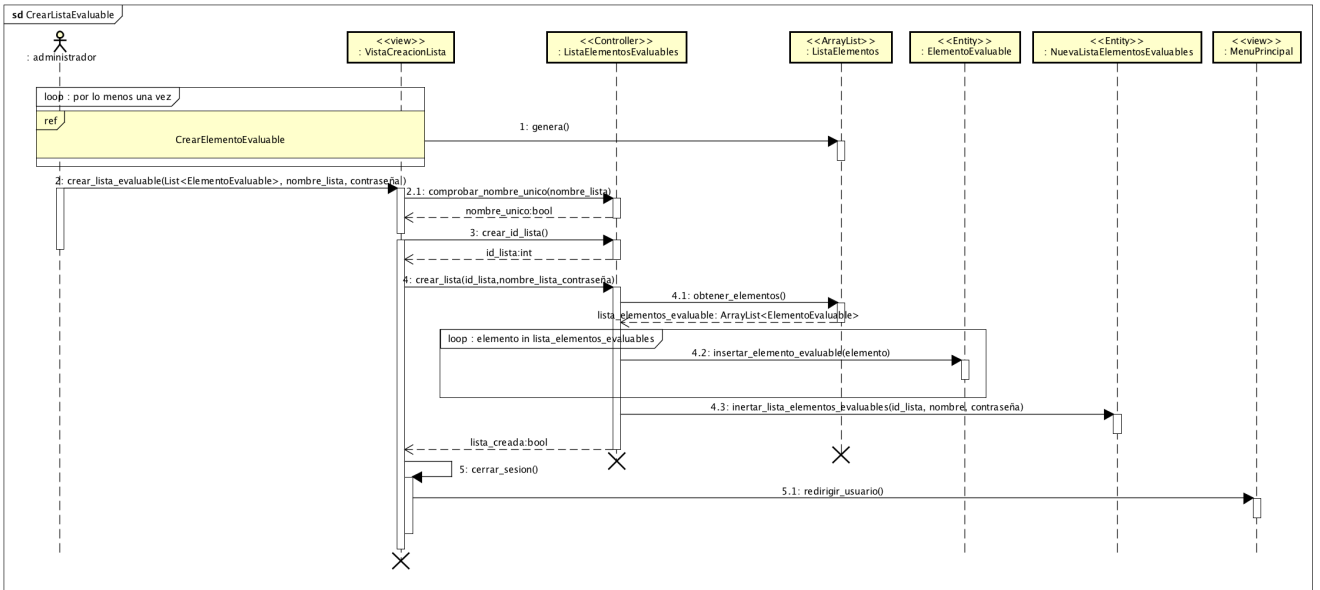 sd CrearListaEvaluable
: administrador
<<view>>
: VistaCreacionLista
<<Controller>>
: ListaElementosEvaluables
<<ArrayList>>
: ListaElementos
<<Entity>>
: ElementoEvaluable
<<Entity>>
: NuevaListaElementosEvaluables
<<view>>
: MenuPrincipal
loop : por lo menos una vez
ref
CrearElementoEvaluable
1: genera()
2: crear_lista_evaluable(List<ElementoEvaluable>, nombre_lista, contraseña)
2.1: comprobar_nombre_unico(nombre_lista)
nombre_unico:bool
3: crear_id_lista()
id_lista:int
4: crear_lista(id_lista,nombre_lista_contraseña)
4.1: obtener_elementos()
lista_elementos_evaluable: ArrayList<ElementoEvaluable>
loop : elemento in lista_elementos_evaluables
4.2: insertar_elemento_evaluable(elemento)
4.3: inertar_lista_elementos_evaluables(id_lista, nombre, contraseña)
lista_creada:bool
5: cerrar_sesion()
5.1: redirigir_usuario()